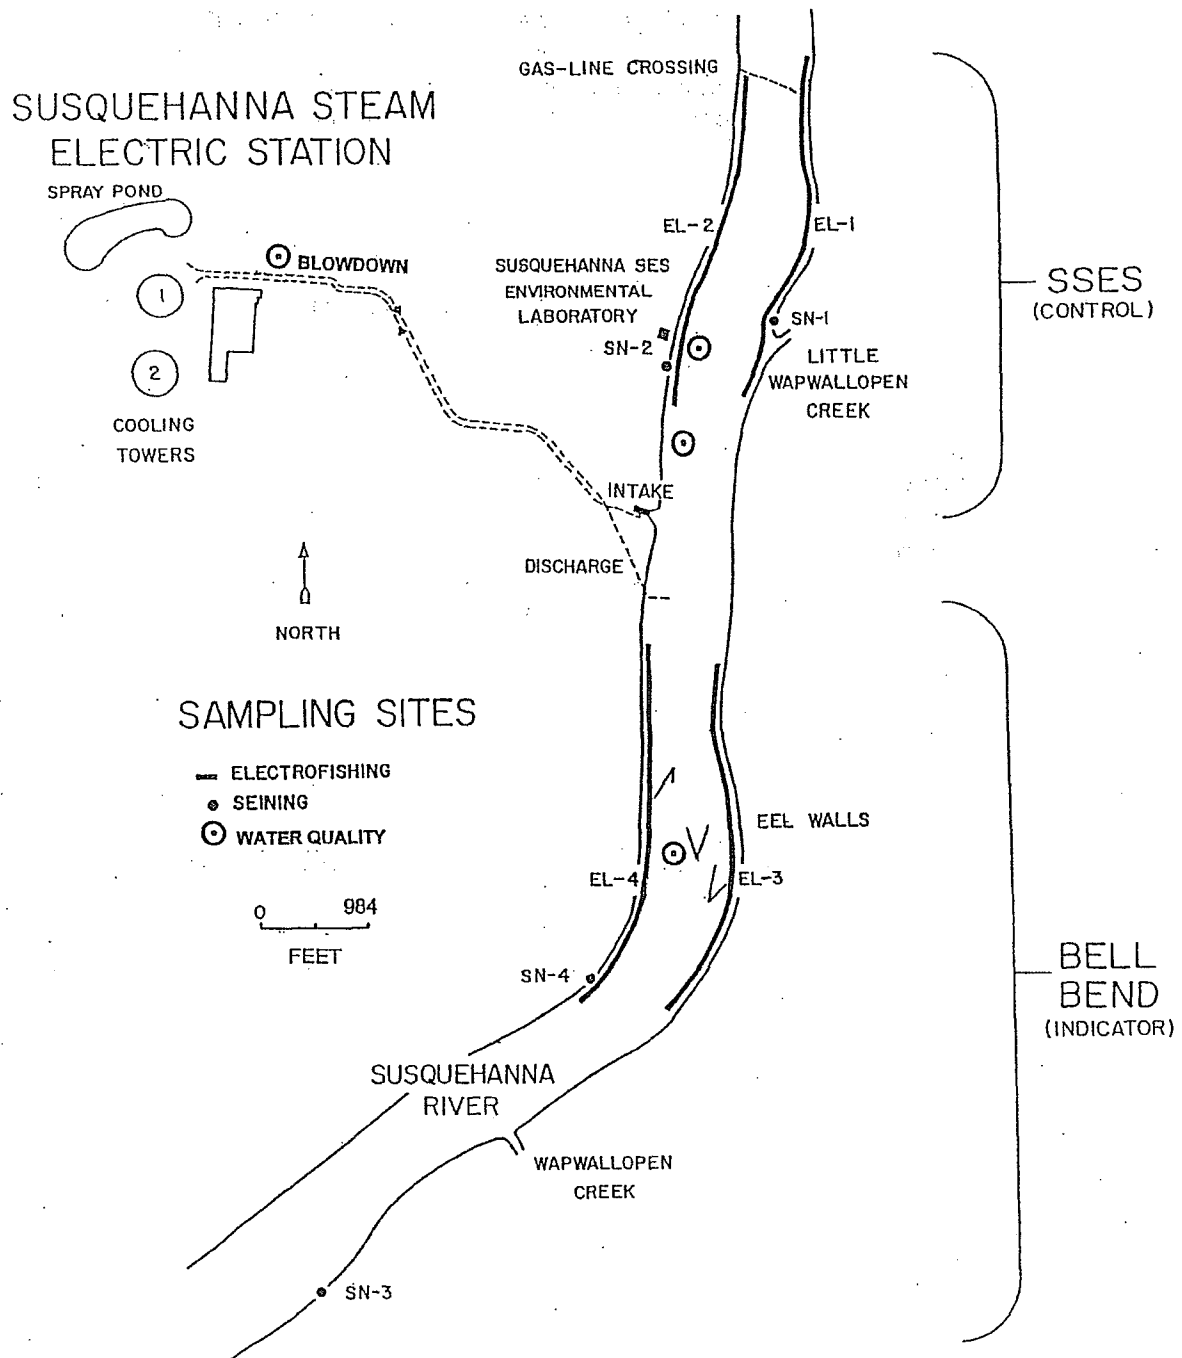 GAS-LINE CROSSING
SUSQUEHANNA STEAM
ELECTRIC STATION
SPRAY POND
EL-2
EL-1
BLOWDOWN
SUSQUEHANNA SES
ENVIRONMENTAL
LABORATORY
SSES
(CONTROL)
1
SN-1
SN-2
LITTLE
WAPWALLOPEN
CREEK
2
COOLING
TOWERS
INTAKE
DISCHARGE
NORTH
SAMPLING SITES
ELECTROFISHING
SEINING
WATER QUALITY
EEL WALLS
EL-4
EL-3
0 984
FEET
SN-4
BELL
BEND
(INDICATOR)
SUSQUEHANNA
RIVER
WAPWALLOPEN
CREEK
SN-3